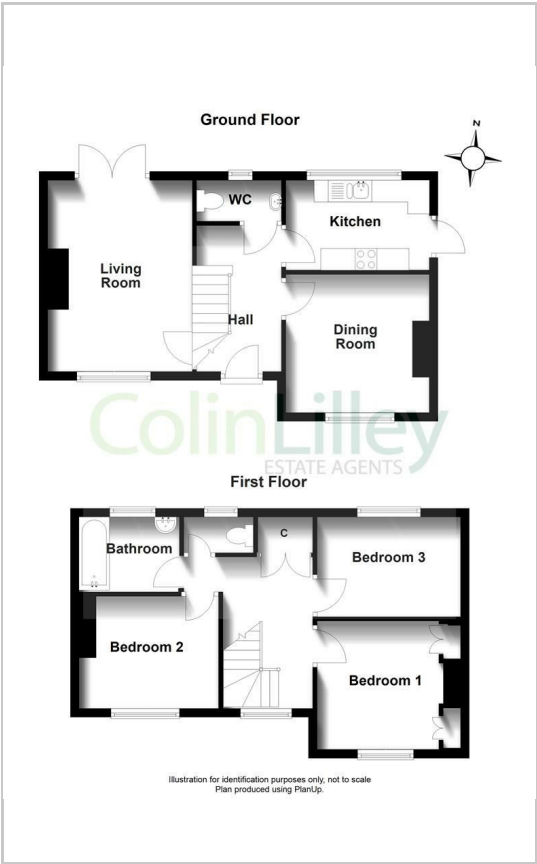 Ground Floor
N
WC
Kitchen
Living
Room
Hall
Dining
Room
ColinLilley
ESTATE AGENTS
First Floor
C
Bathroom
Bedroom 3
Bedroom 2
Bedroom 1
Illustration for identification purposes only, not to scale
Plan produced using PlanUp.